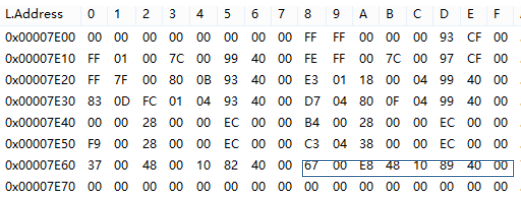 L.Address 0 1 2 3 4 5 6 7 8 9 A B C D E F
0x00007E00 00 00 00 00 00 00 00 00 FF FF 00 00 00 93 CF 00
0x00007E10 FF 01 00 7C 00 99 40 00 FE FF 00 7C 00 97 CF 00
0x00007E20 FF 7F 00 80 0B 93 40 00 E3 01 18 00 04 99 40 00
0x00007E30 83 0D FC 01 04 93 40 00 D7 04 80 0F 04 99 40 00
0x00007E40 00 00 28 00 00 EC 00 00 B4 00 28 00 00 EC 00 00
0x00007E50 F9 00 28 00 00 EC 00 00 C3 04 38 00 00 EC 00 00
0x00007E60 37 00 48 00 10 82 40 00 67 00 E8 48 10 89 40 00
0x00007E70 00 00 00 00 00 00 00 00 00 00 00 00 00 00 00 00